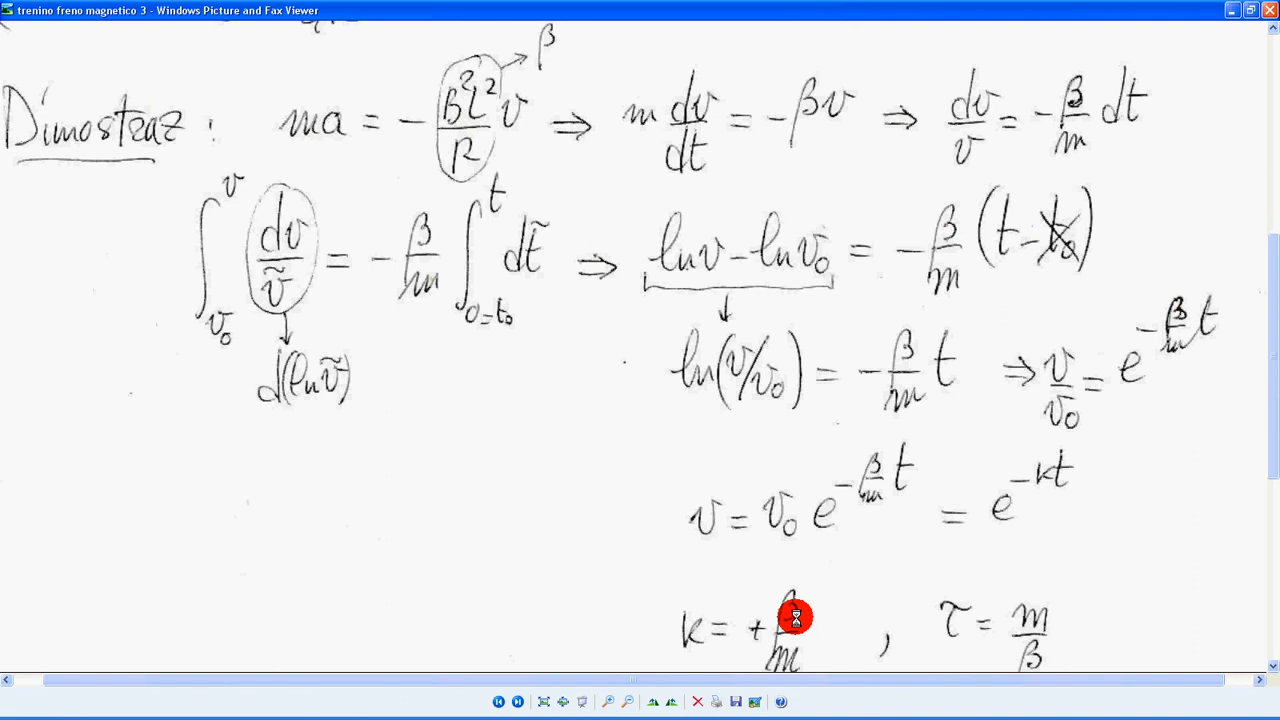 trenino freno magnetico 3 - Windows Picture and Fax Viewer
β
Dimostraz : ma = - B²L²/R v ⇒ m dv/dt = -βv ⇒ dv/v = - β/m dt
∫_{v₀}^{v} dv/ṽ = - β/m ∫_{0=t₀}^{t} dt̃ ⇒ ln v - ln v₀ = - β/m (t - t₀)
d(ln ṽ) ln(v/v₀) = - β/m t ⇒ v/v₀ = e^{-β/m t}
v = v₀ e^{-β/m t} = e^{-kt}
k = + β/m , τ = m/β